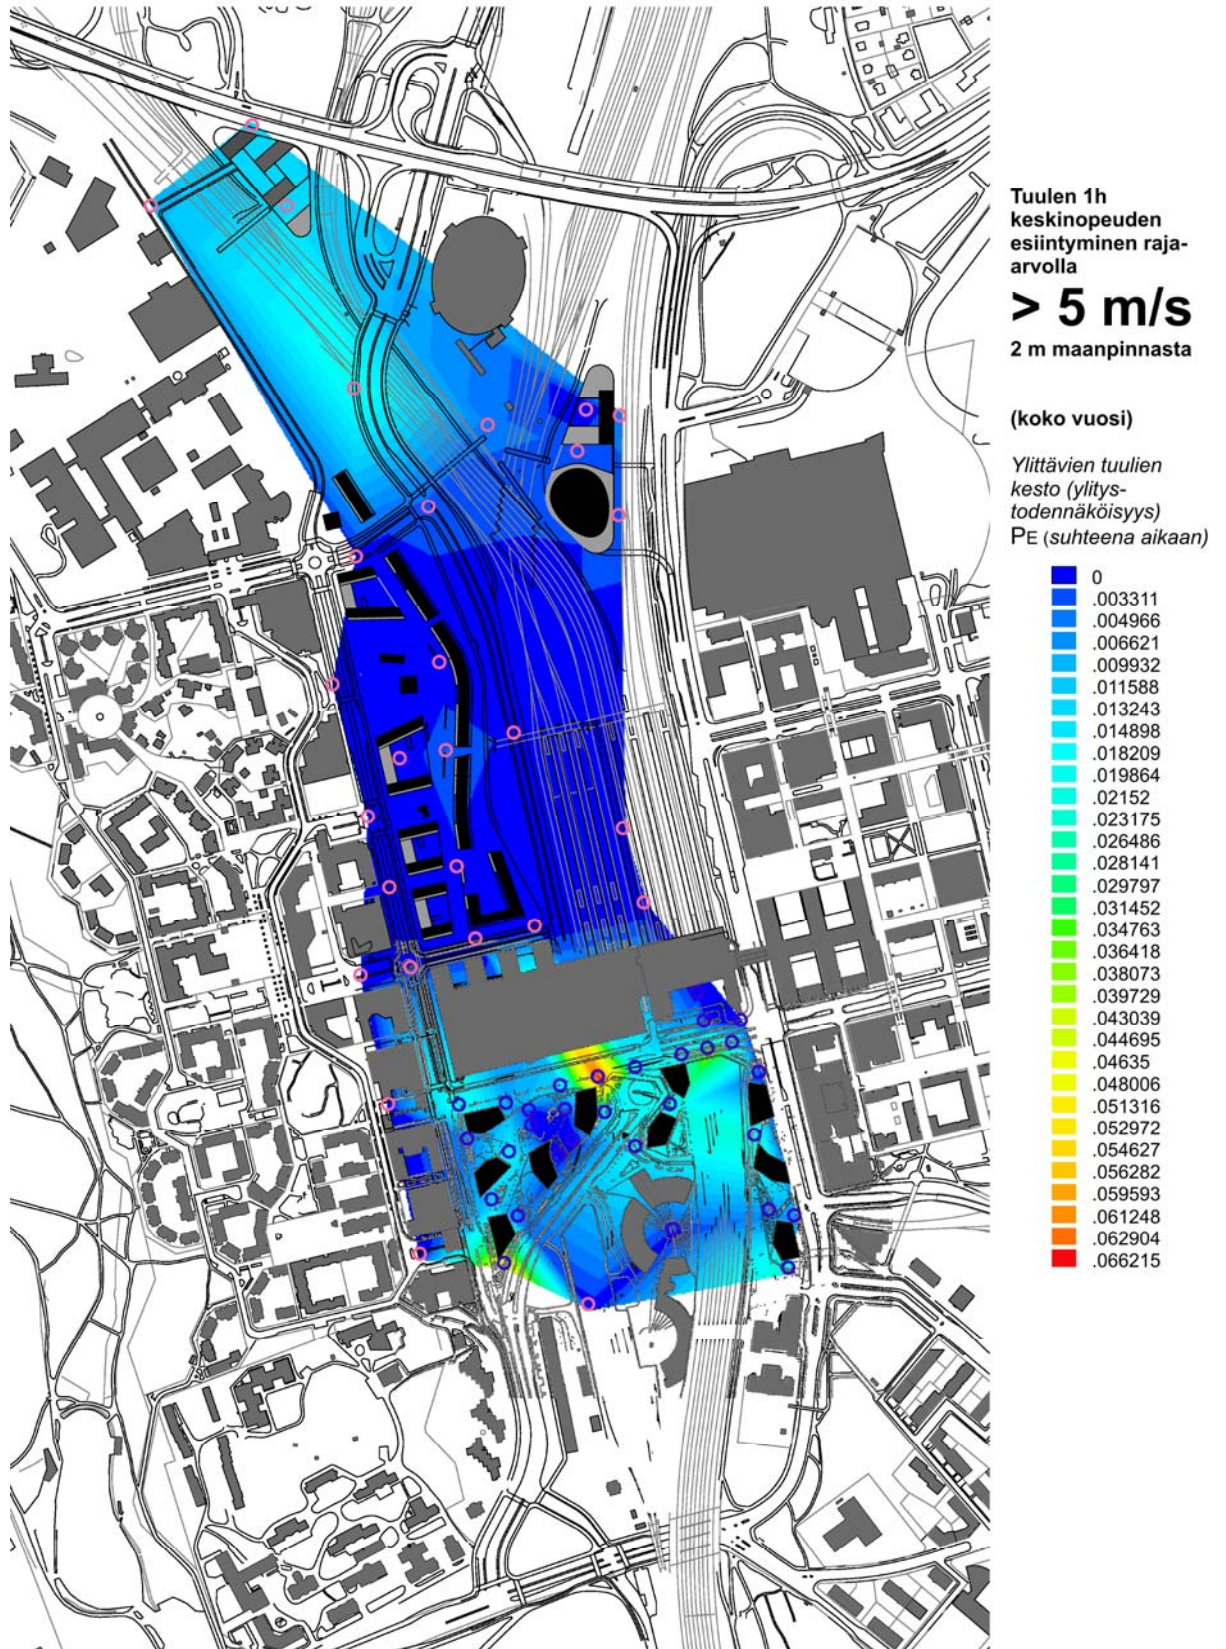 Tuulen 1h
keskinopeuden
esiintyminen raja-
arvolla
> 5 m/s
2 m maanpinnasta
(koko vuosi)
Ylittävien tuulien
kesto (ylitys-
todennäköisyys)
PE (suhteena aikaan)
0
.003311
.004966
.006621
.009932
.011588
.013243
.014898
.018209
.019864
.02152
.023175
.026486
.028141
.029797
.031452
.034763
.036418
.038073
.039729
.043039
.044695
.04635
.048006
.051316
.052972
.054627
.056282
.059593
.061248
.062904
.066215